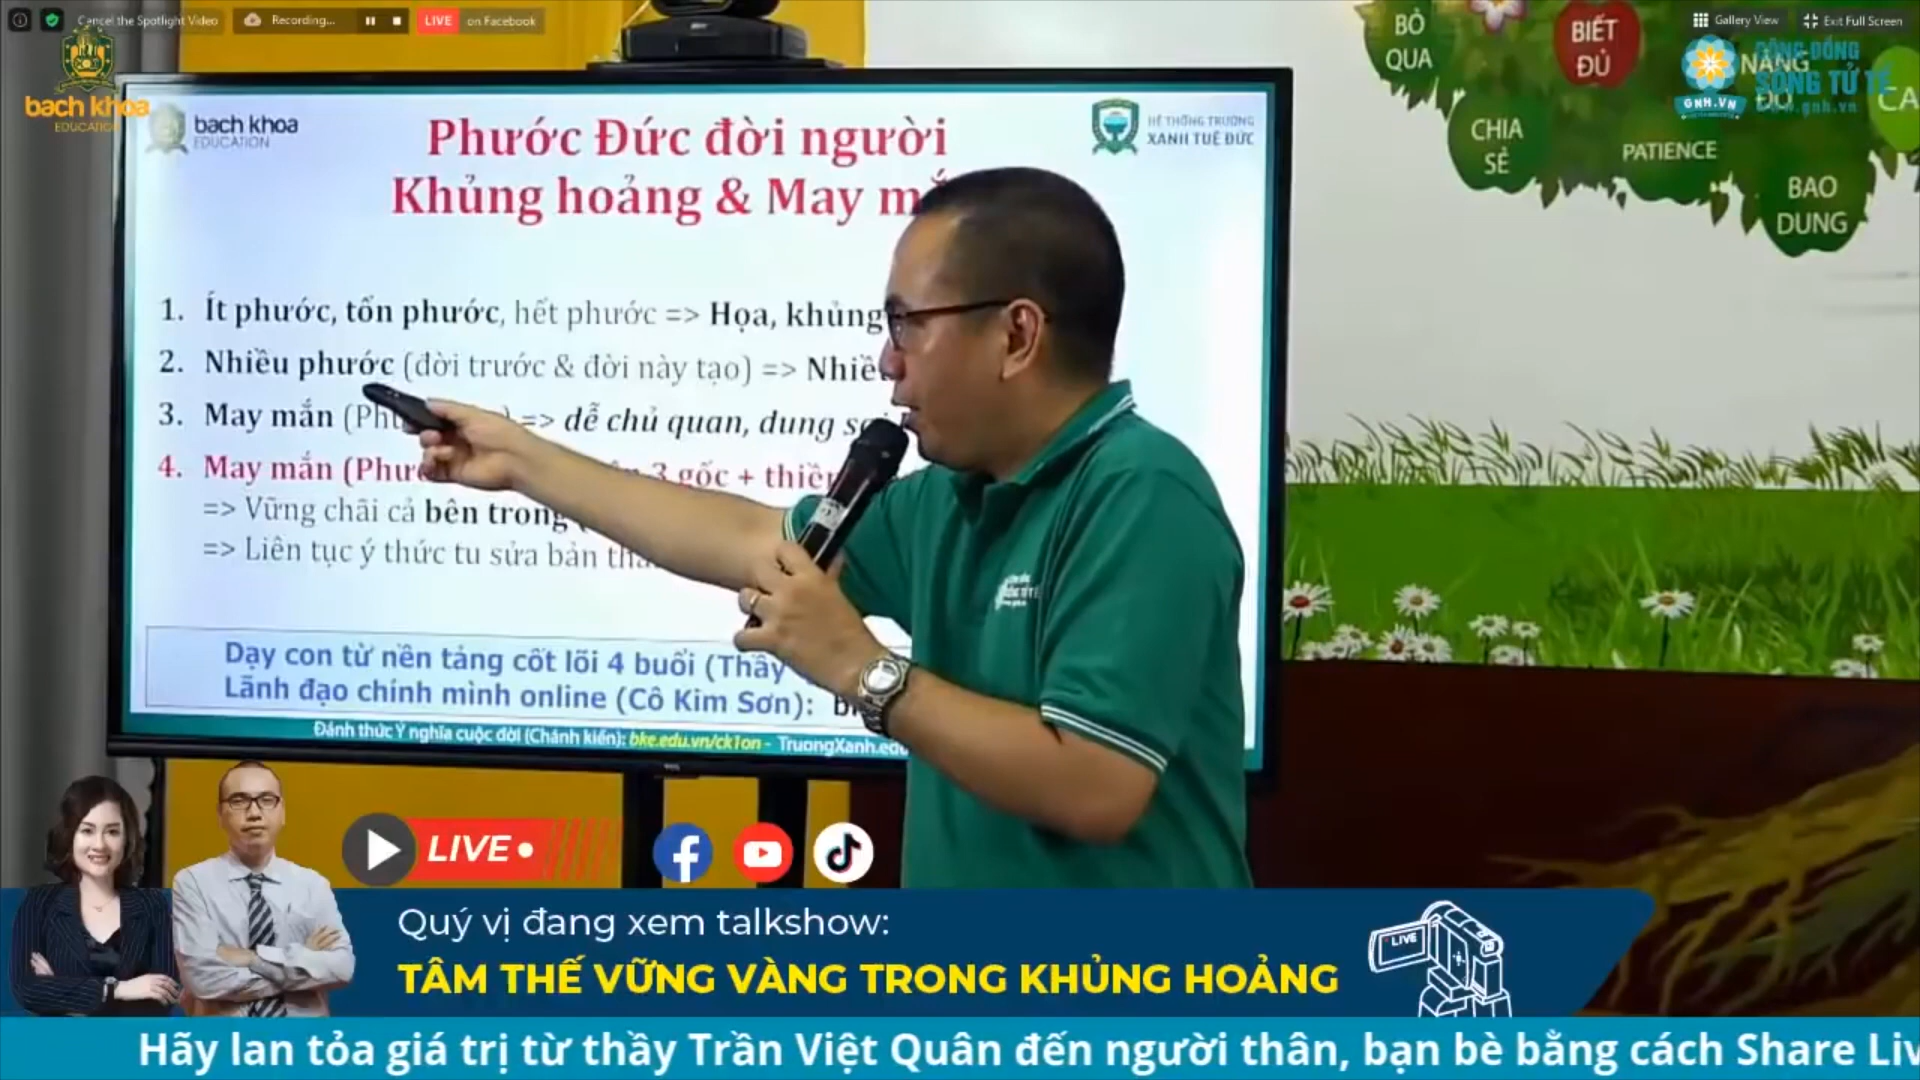 Cancel the Spotlight Video
Recording...
LIVE
on Facebook
Gallery View
Exit Full Screen
bach khoa
EDUCATION
bach khoa
EDUCATION
HỆ THỐNG TRƯỜNG
XANH TUỆ ĐỨC
Phước Đức đời người
Khủng hoảng & May
1. Ít phước, tổn phước, hết phước => Họa, khủng
2. Nhiều phước (đời trước & đời này tạo) =>
3. May mắn => dễ chủ quan, dung
4. May mắn 3 gốc +
=> Vững chãi cả bên trong
=> Liên tục ý thức tu sửa bản
Dạy con từ nền tảng cốt lõi 4 buổi (Thầy
Lãnh đạo chính mình online (Cô Kim Sơn):
Đánh thức Ý nghĩa cuộc đời (Chánh kiến): bke.edu.vn/ck1on -
BỎ
QUA
BIẾT
ĐỦ
CHIA
SẺ
PATIENCE
BAO
DUNG
NÂNG
ĐỠ
CỘNG ĐỒNG
SỐNG TỬ TẾ
www.gnh.vn
GNH.VN
LIVE
LIVE
Quý vị đang xem talkshow:
TÂM THẾ VỮNG VÀNG TRONG KHỦNG HOẢNG
Hãy lan tỏa giá trị từ thầy Trần Việt Quân đến người thân, bạn bè bằng cách Share